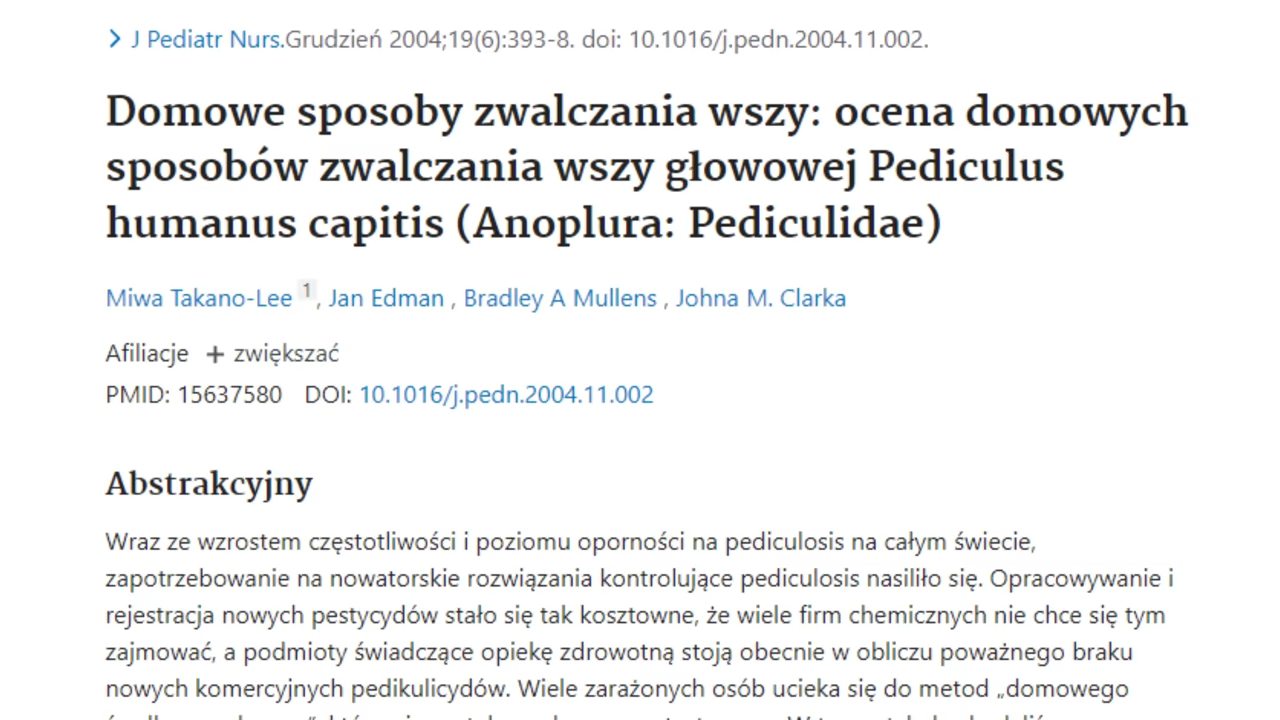 J Pediatr Nurs.Grudzień 2004;19(6):393-8. doi: 10.1016/j.pedn.2004.11.002.
Domowe sposoby zwalczania wszy: ocena domowych
sposobów zwalczania wszy głowowej Pediculus
humanus capitis (Anoplura: Pediculidae)
Miwa Takano-Lee 1, Jan Edman , Bradley A Mullens , Johna M. Clarka
Afiliacje + zwiększać
PMID: 15637580 DOI: 10.1016/j.pedn.2004.11.002
Abstrakcyjny
Wraz ze wzrostem częstotliwości i poziomu oporności na pediculosis na całym świecie,
zapotrzebowanie na nowatorskie rozwiązania kontrolujące pediculosis nasiliło się. Opracowywanie i
rejestracja nowych pestycydów stało się tak kosztowne, że wiele firm chemicznych nie chce się tym
zajmować, a podmioty świadczące opiekę zdrowotną stoją obecnie w obliczu poważnego braku
nowych komercyjnych pedikulicydów. Wiele zarażonych osób ucieka się do metod „domowego